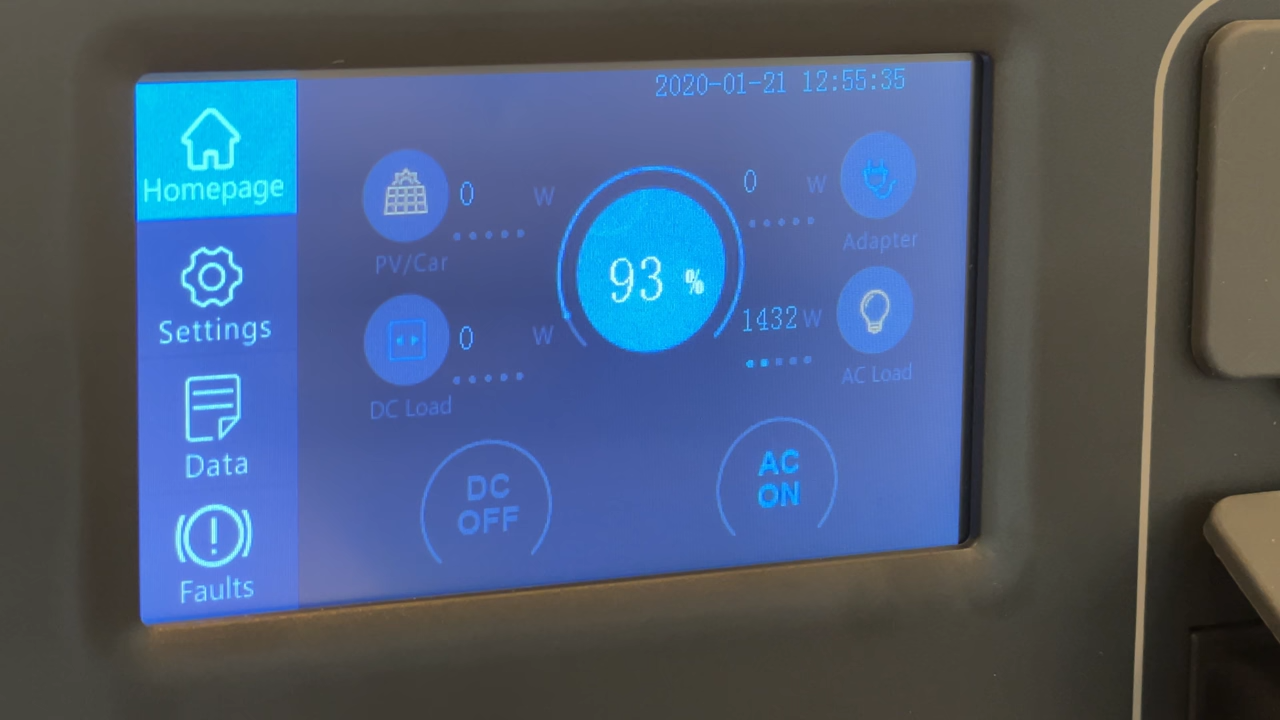 2020-01-21 12:55:35
Homepage
Settings
Data
Faults
0 W
PV/Car
0 W
DC Load
93 %
0 W
Adapter
1432 W
AC Load
DC
OFF
AC
ON